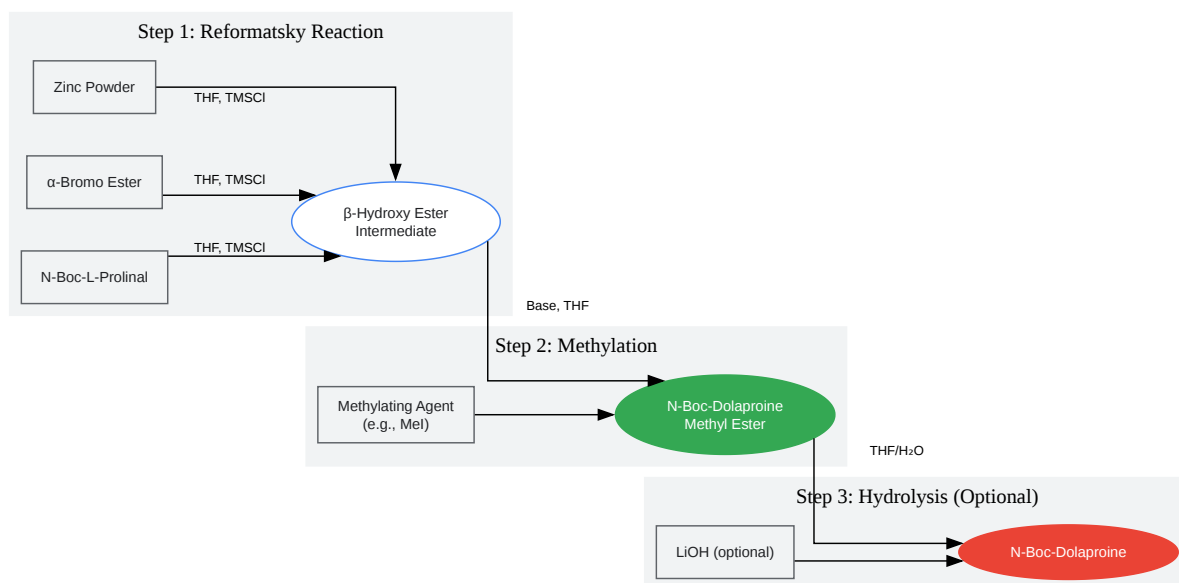 Step 1: Reformatsky Reaction
Zinc Powder
THF, TMSCl
α-Bromo Ester
THF, TMSCl
β-Hydroxy Ester
Intermediate
THF, TMSCl
N-Boc-L-Prolinal
Base, THF
Step 2: Methylation
Methylating Agent
(e.g., MeI)
N-Boc-Dolaproine
Methyl Ester
THF/H₂O
Step 3: Hydrolysis (Optional)
LiOH (optional)
N-Boc-Dolaproine